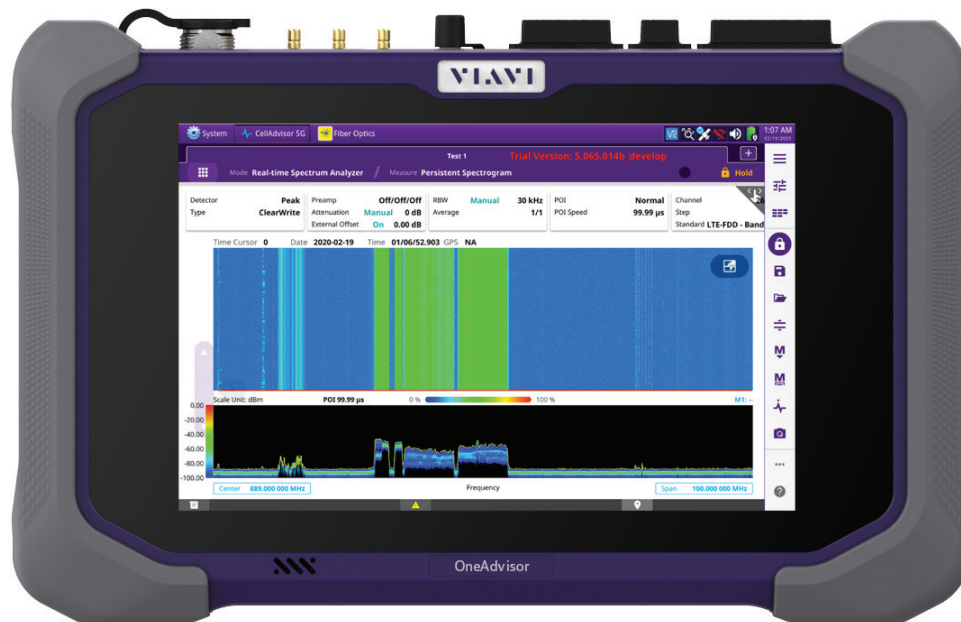 VIAVI
System CellAdvisor 5G Fiber Optics 1:07 AM
02/19/2020
Test 1 Trial Version: 5.065.014b_develop +
Mode Real-time Spectrum Analyzer / Measure Persistent Spectrogram Hold
Detector Peak Preamp Off/Off/Off RBW Manual 30 kHz POI Normal Channel 26
Type ClearWrite Attenuation Manual 0 dB Average 1/1 POI Speed 99.99 µs Step
External Offset On 0.00 dB Standard LTE-FDD - Band
Time Cursor 0 Date 2020-02-19 Time 01/06/52.903 GPS NA
Scale Unit: dBm POI 99.99 µs 0 % 100 % M1: --
0.00
-20.00
-40.00
-60.00
-80.00
-100.00
Center 889.000 000 MHz Frequency Span 100.000 000 MHz
OneAdvisor